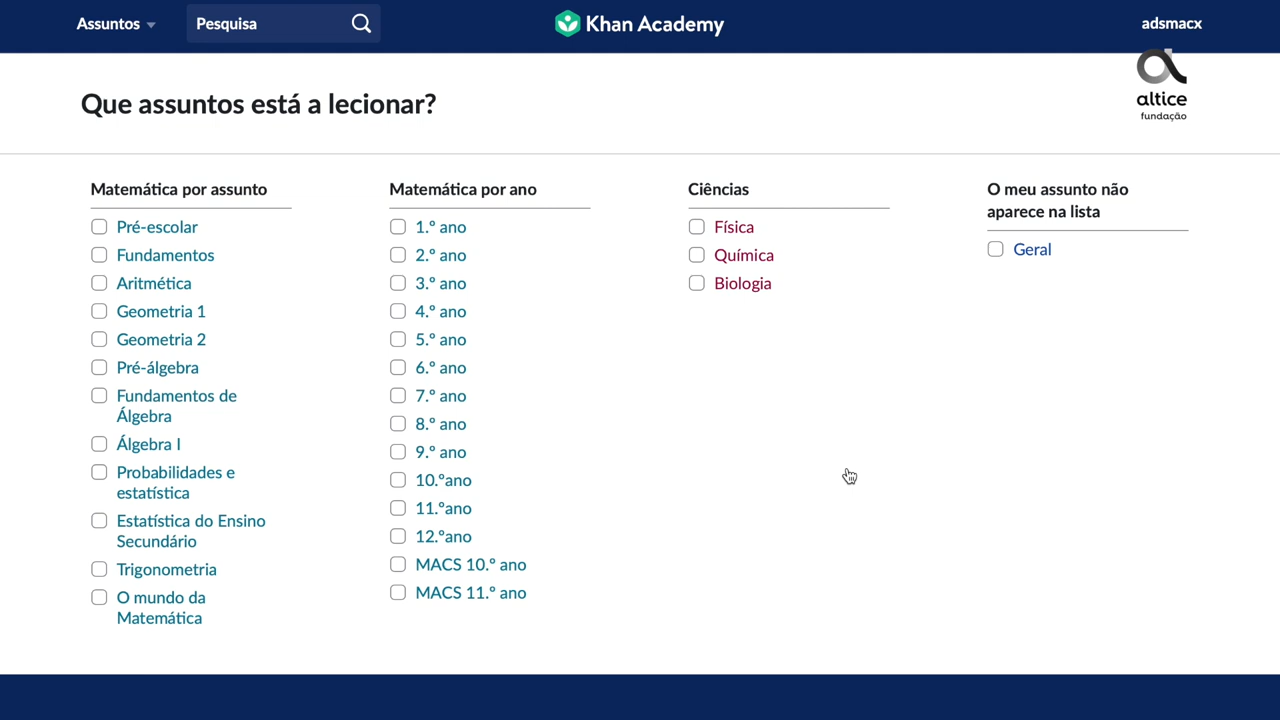 Assuntos
Pesquisa
Khan Academy
adsmacx
altice
fundação
Que assuntos está a lecionar?
Matemática por assunto
Pré-escolar
Fundamentos
Aritmética
Geometria 1
Geometria 2
Pré-álgebra
Fundamentos de
Álgebra
Álgebra I
Probabilidades e
estatística
Estatística do Ensino
Secundário
Trigonometria
O mundo da
Matemática
Matemática por ano
1.º ano
2.º ano
3.º ano
4.º ano
5.º ano
6.º ano
7.º ano
8.º ano
9.º ano
10.ºano
11.ºano
12.ºano
MACS 10.º ano
MACS 11.º ano
Ciências
Física
Química
Biologia
O meu assunto não
aparece na lista
Geral